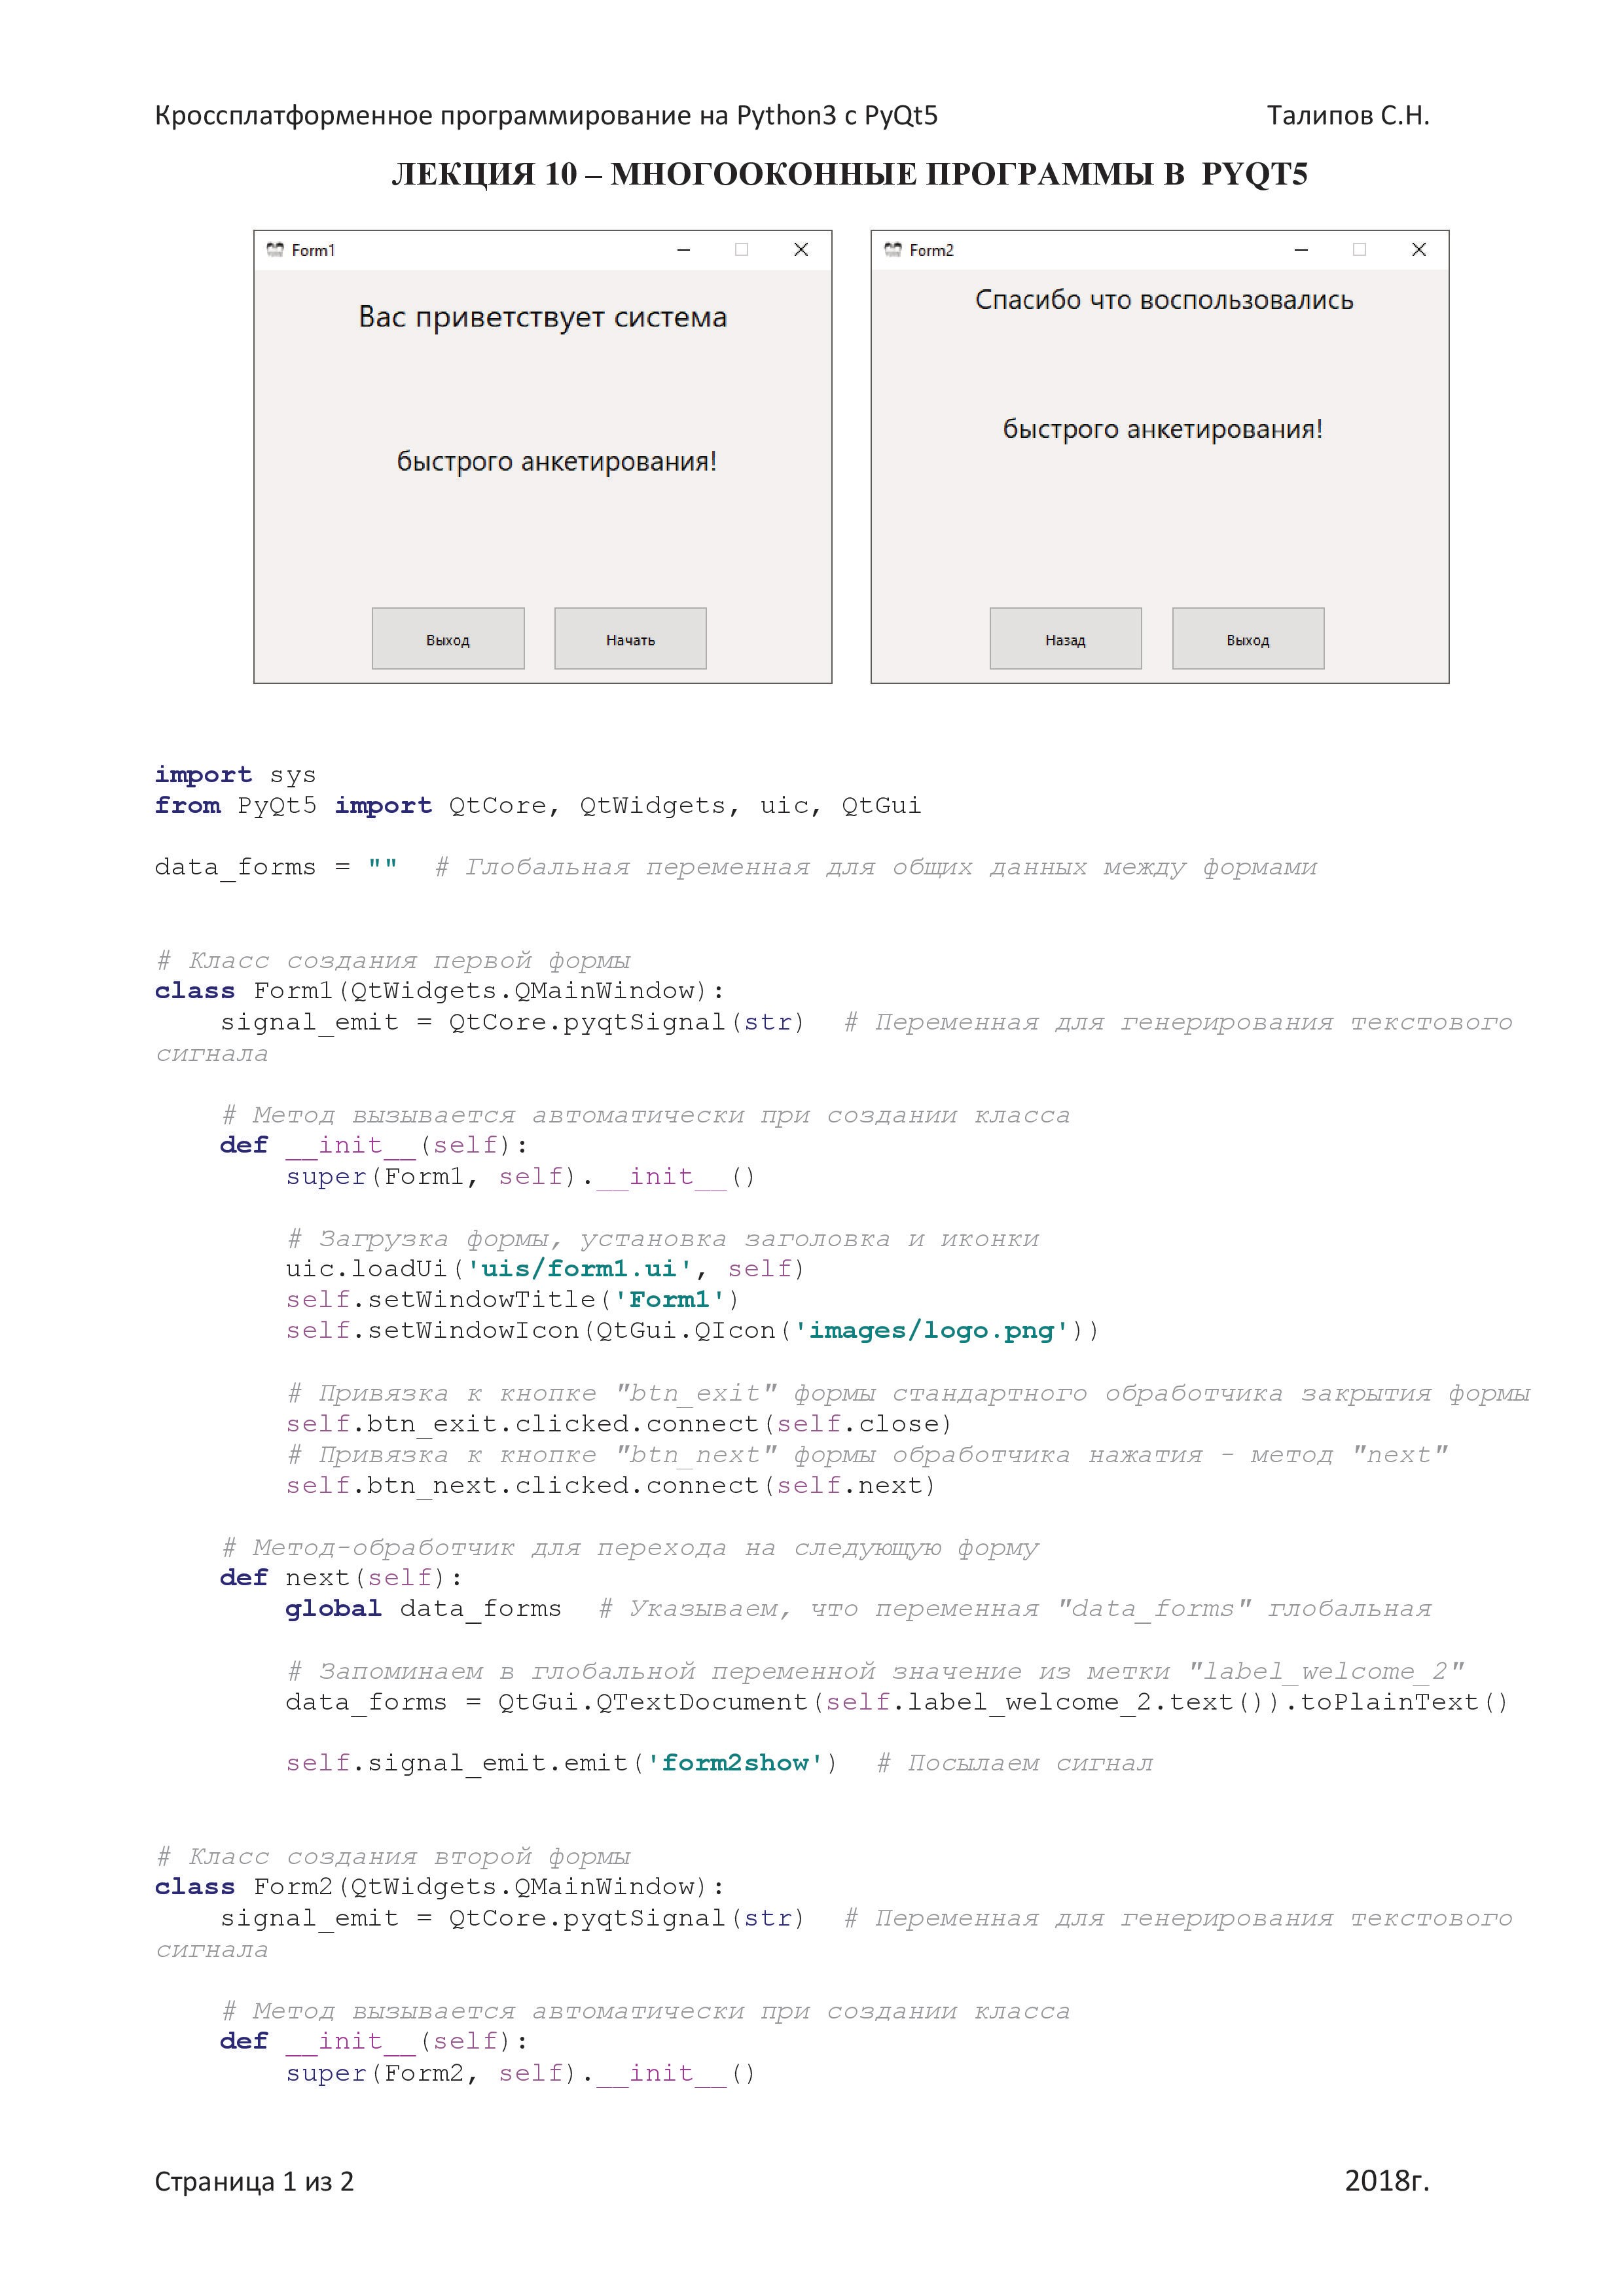 Кроссплатформенное программирование на Python3 с PyQt5 Талипов С.Н.
ЛЕКЦИЯ 10 – МНОГООКОННЫЕ ПРОГРАММЫ В PYQT5
Form1
Вас приветствует система
быстрого анкетирования!
Выход Начать
Form2
Спасибо что воспользовались
быстрого анкетирования!
Назад Выход
import sys
from PyQt5 import QtCore, QtWidgets, uic, QtGui
data_forms = "" # Глобальная переменная для общих данных между формами
# Класс создания первой формы
class Form1(QtWidgets.QMainWindow):
    signal_emit = QtCore.pyqtSignal(str) # Переменная для генерирования текстового
сигнала
    # Метод вызывается автоматически при создании класса
    def __init__(self):
        super(Form1, self).__init__()
        # Загрузка формы, установка заголовка и иконки
        uic.loadUi('uis/form1.ui', self)
        self.setWindowTitle('Form1')
        self.setWindowIcon(QtGui.QIcon('images/logo.png'))
        # Привязка к кнопке "btn_exit" формы стандартного обработчика закрытия формы
        self.btn_exit.clicked.connect(self.close)
        # Привязка к кнопке "btn_next" формы обработчика нажатия - метод "next"
        self.btn_next.clicked.connect(self.next)
    # Метод-обработчик для перехода на следующую форму
    def next(self):
        global data_forms # Указываем, что переменная "data_forms" глобальная
        # Запоминаем в глобальной переменной значение из метки "label_welcome_2"
        data_forms = QtGui.QTextDocument(self.label_welcome_2.text()).toPlainText()
        self.signal_emit.emit('form2show') # Посылаем сигнал
# Класс создания второй формы
class Form2(QtWidgets.QMainWindow):
    signal_emit = QtCore.pyqtSignal(str) # Переменная для генерирования текстового
сигнала
    # Метод вызывается автоматически при создании класса
    def __init__(self):
        super(Form2, self).__init__()
Страница 1 из 2 2018г.